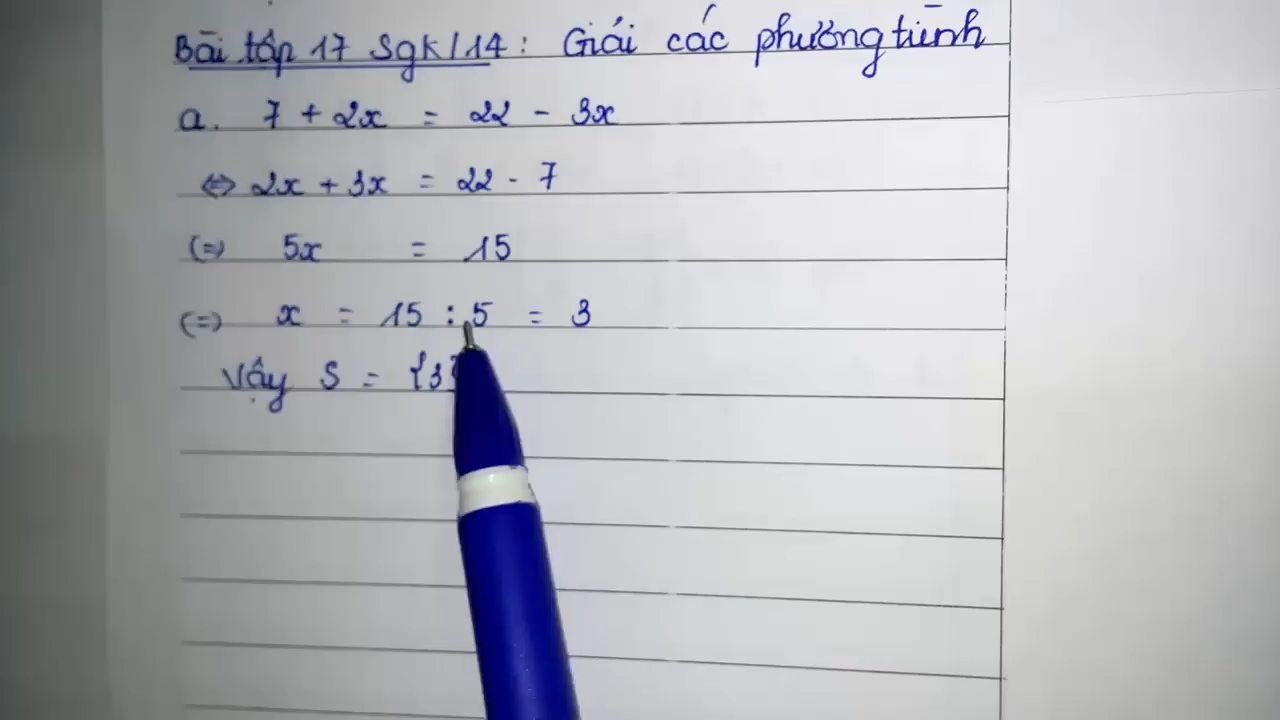 Bài tập 17 Sgk/14: Giải các phương trình
a. 7 + 2x = 22 - 3x
⇔ 2x + 3x = 22 - 7
(=) 5x = 15
(=) x = 15 : 5 = 3
Vậy S = {3}